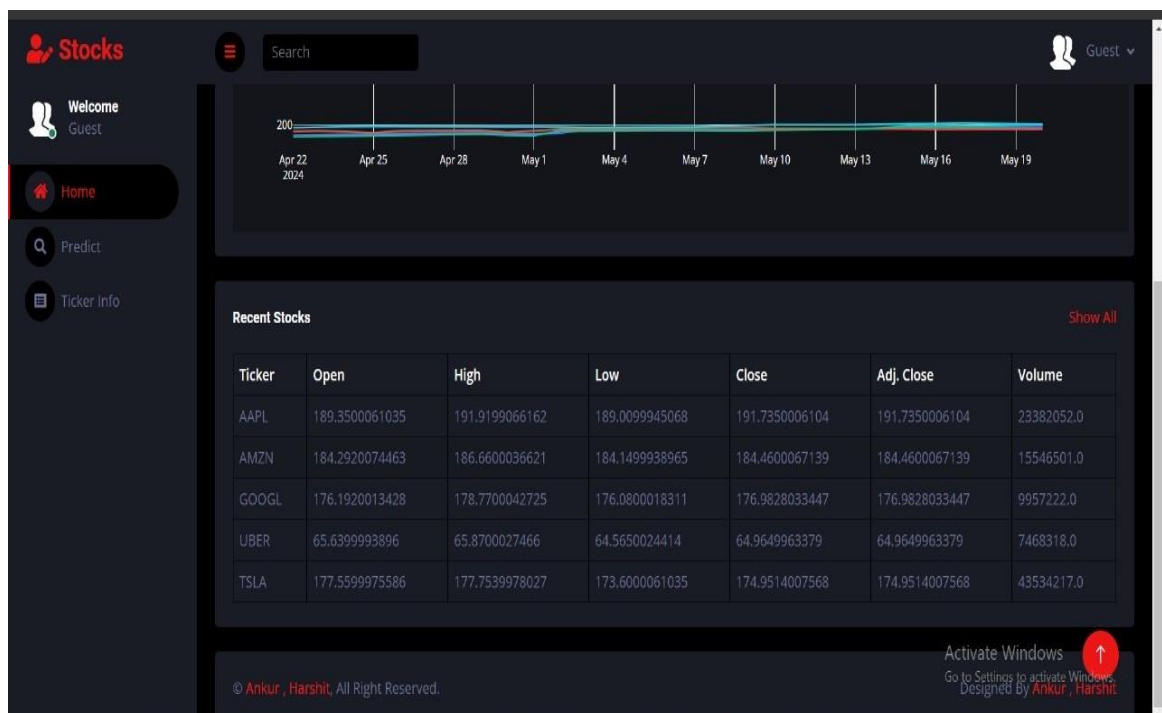 Stocks
Search
Guest
Welcome
Guest
Home
Predict
Ticker Info
200
Apr 22 Apr 25 Apr 28 May 1 May 4 May 7 May 10 May 13 May 16 May 19
2024
Recent Stocks Show All
Ticker Open High Low Close Adj. Close Volume
AAPL 189.3500061035 191.9199066162 189.0099945068 191.7350006104 191.7350006104 23382052.0
AMZN 184.2920074463 186.6600036621 184.1499938965 184.4600067139 184.4600067139 15546501.0
GOOGL 176.1920013428 178.7700042725 176.0800018311 176.9828033447 176.9828033447 9957222.0
UBER 65.6399993896 65.8700027466 64.5650024414 64.9649963379 64.9649963379 7468318.0
TSLA 177.5599975586 177.7539978027 173.6000061035 174.9514007568 174.9514007568 43534217.0
Activate Windows
Go to Settings to activate Windows.
© Ankur , Harshit, All Right Reserved. Designed By Ankur , Harshit